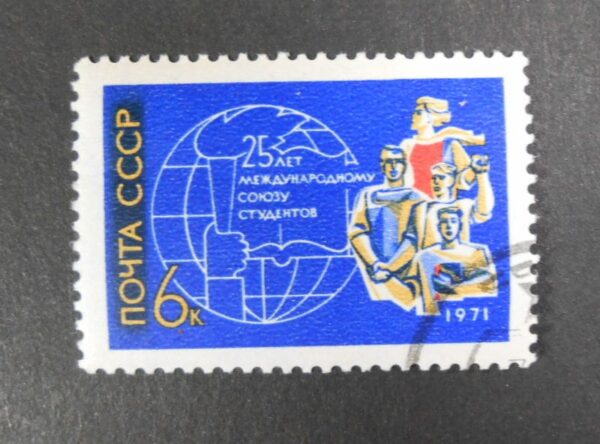 ПОЧТА СССР
25 ЛЕТ
МЕЖДУНАРОДНОМУ
СОЮЗУ
СТУДЕНТОВ
6к
1971